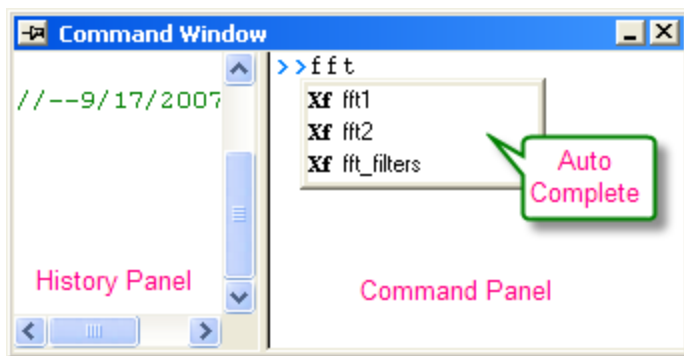 Command Window
//--9/17/2007
History Panel
>>fft
Xf fft1
Xf fft2
Xf fft_filters
Auto
Complete
Command Panel